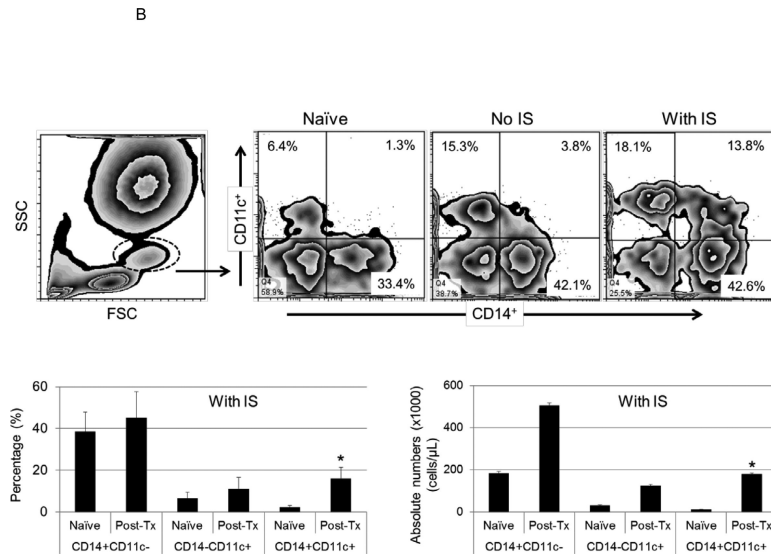 B
Naïve
No IS
With IS
6.4%
1.3%
15.3%
3.8%
18.1%
13.8%
SSC
CD11c⁺
Q4
58.9%
33.4%
Q4
38.7%
42.1%
Q4
25.5%
42.6%
FSC
CD14⁺
With IS
Percentage (%)
60
40
20
0
*
Naïve Post-Tx Naïve Post-Tx Naïve Post-Tx
CD14+CD11c- CD14-CD11c+ CD14+CD11c+
With IS
Absolute numbers (x1000)
(cells/µL)
600
400
200
0
*
Naïve Post-Tx Naïve Post-Tx Naïve Post-Tx
CD14+CD11c- CD14-CD11c+ CD14+CD11c+